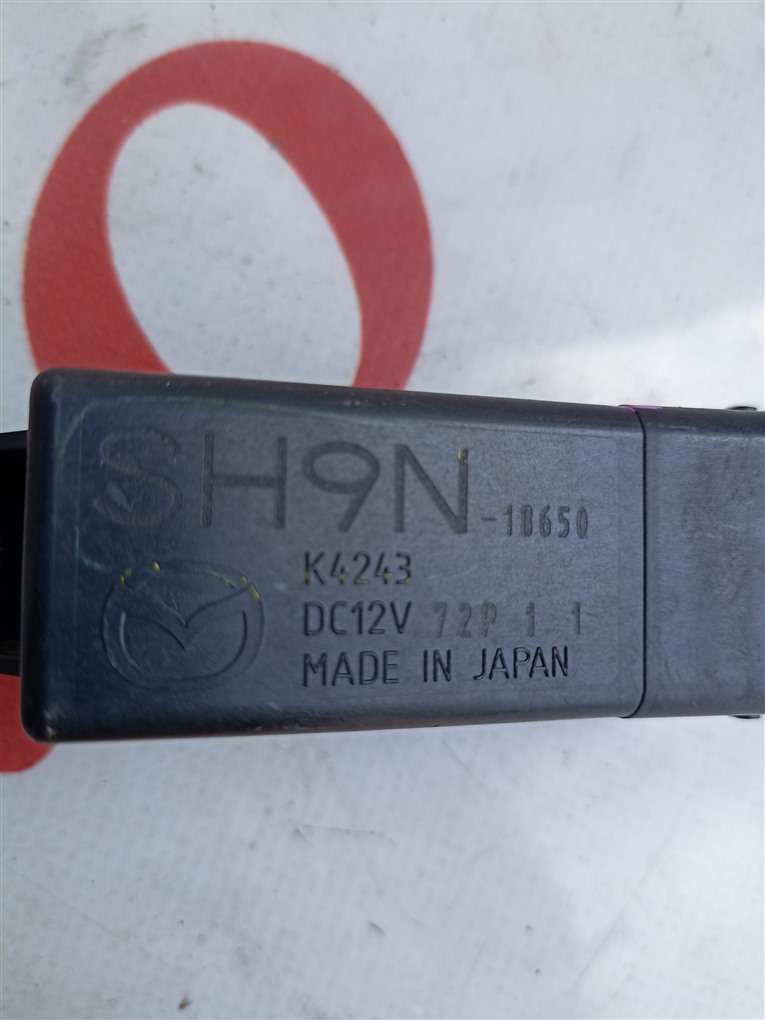 SH9N-18650
K4243
DC12V 72P 1 1
MADE IN JAPAN